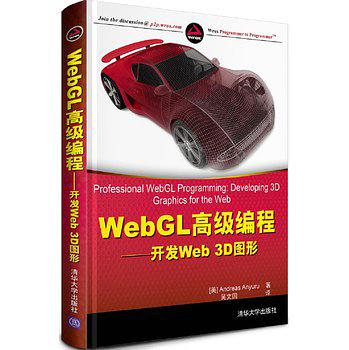 Join the discussion @ p2p.wrox.com
Wrox Programmer to Programmer™
Professional WebGL Programming: Developing 3D
Graphics for the Web
WebGL高级编程
——开发Web 3D图形
[英] Andreas Anyuru 著
吴文国 译
清华大学出版社
WebGL高级编程
——开发Web 3D图形
清华大学出版社